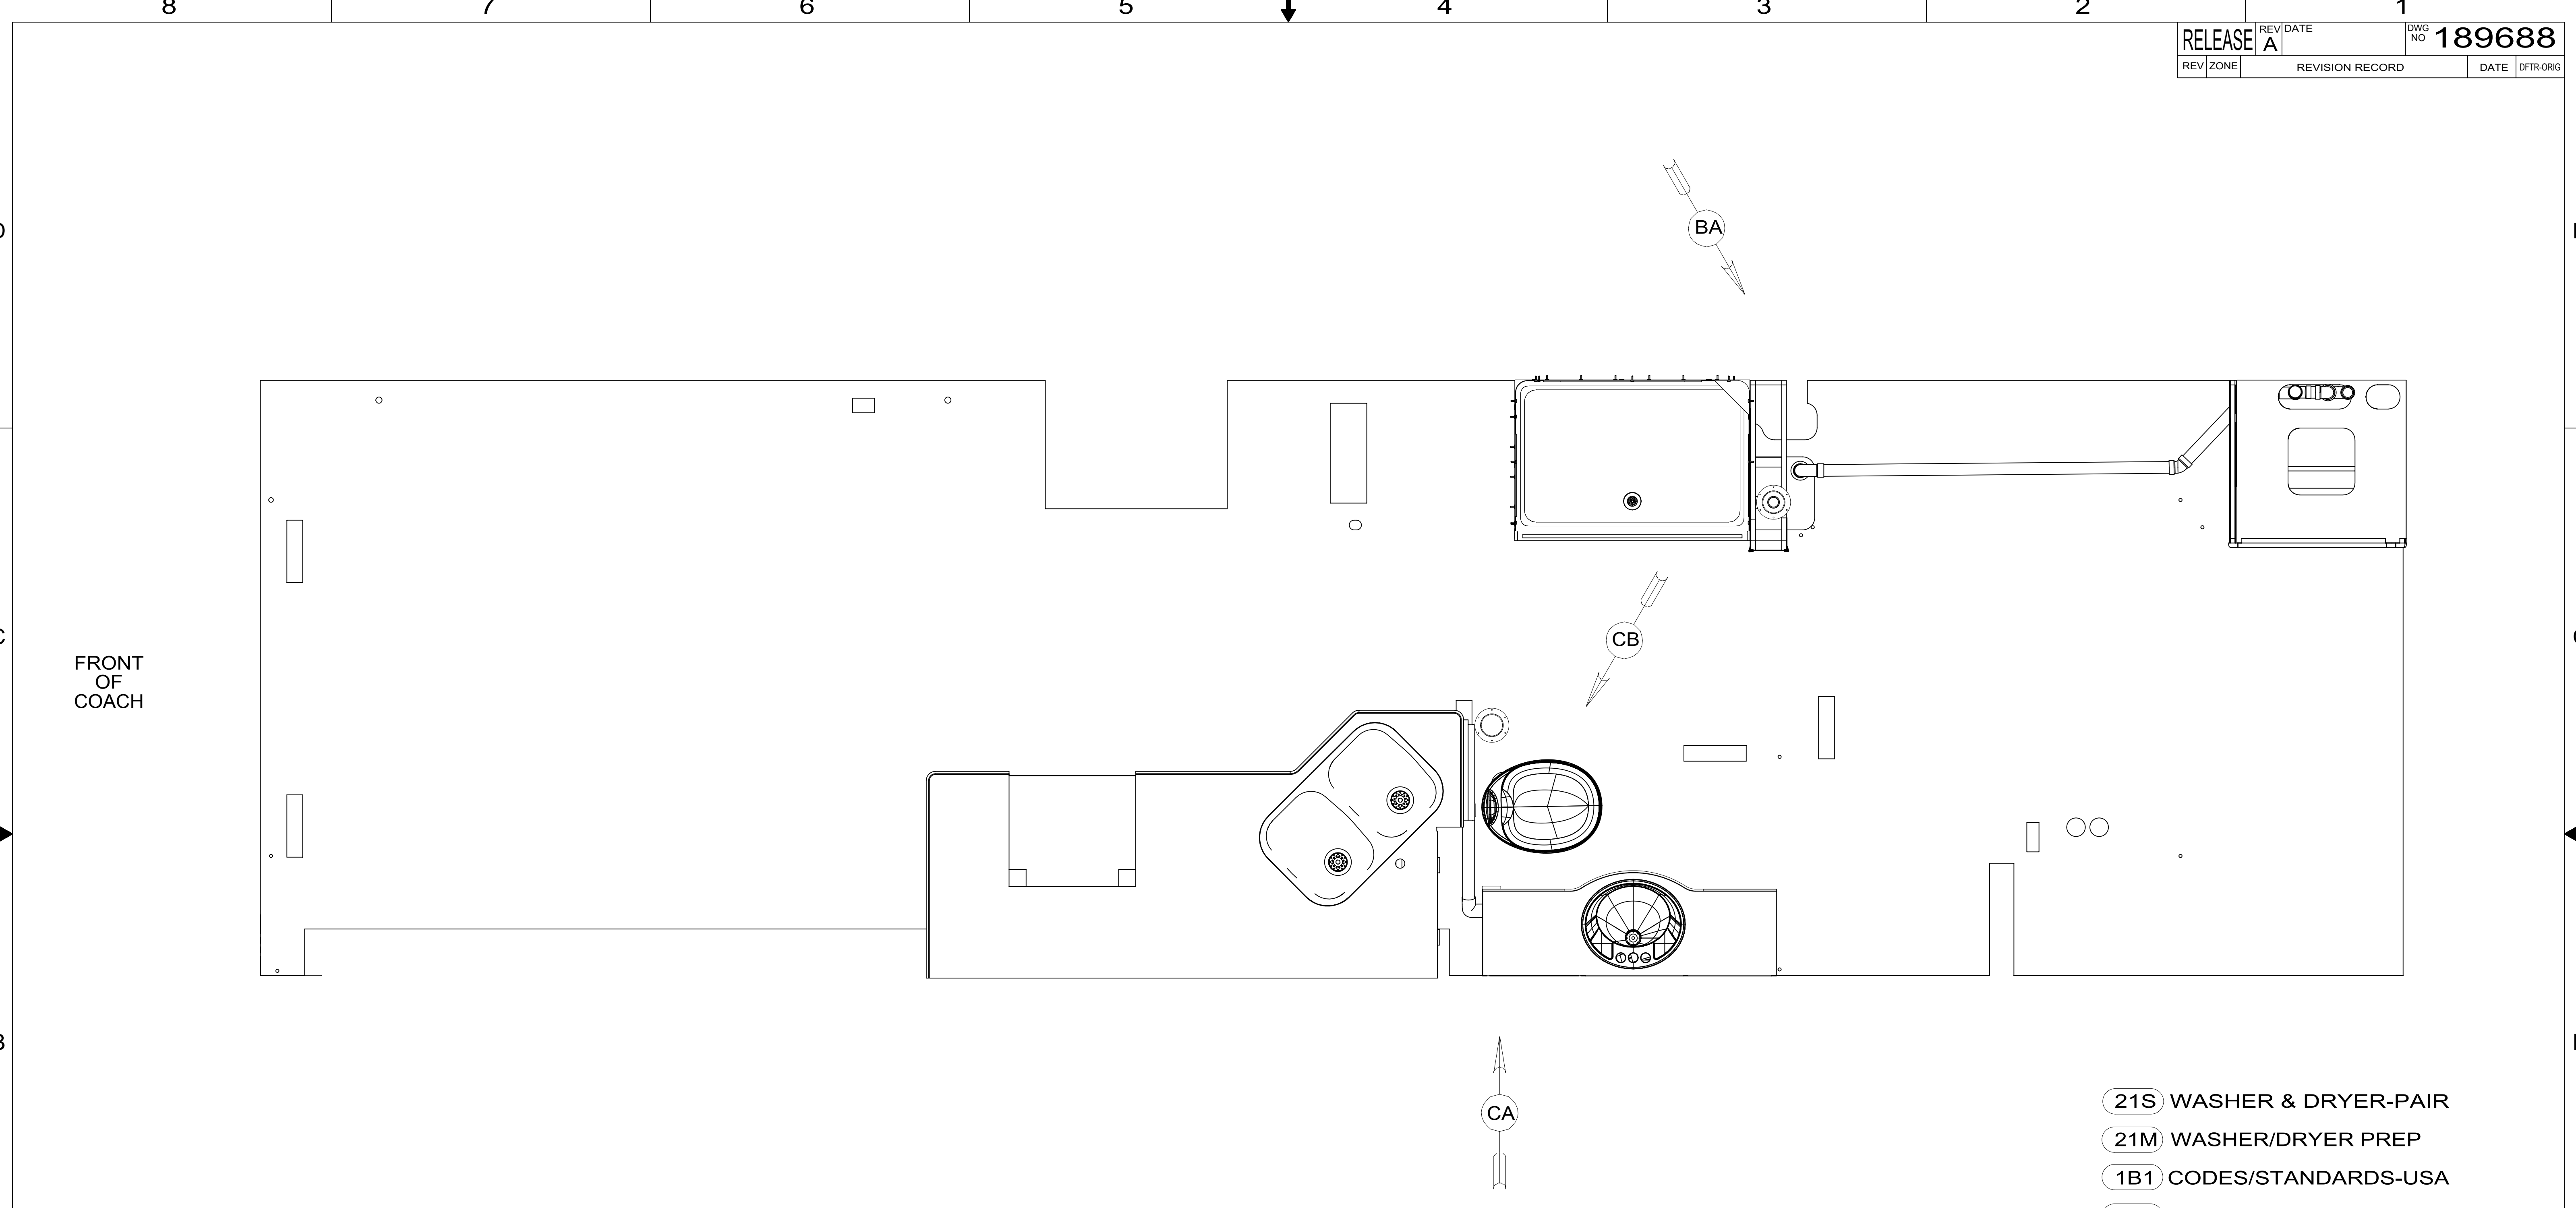 8 7 6 5 4 3 2 1
RELEASE REV A DATE DWG NO 189688
REV ZONE REVISION RECORD DATE DFTR-ORIG
BA
CB
FRONT
OF
COACH
CA
21S WASHER & DRYER-PAIR
21M WASHER/DRYER PREP
1B1 CODES/STANDARDS-USA